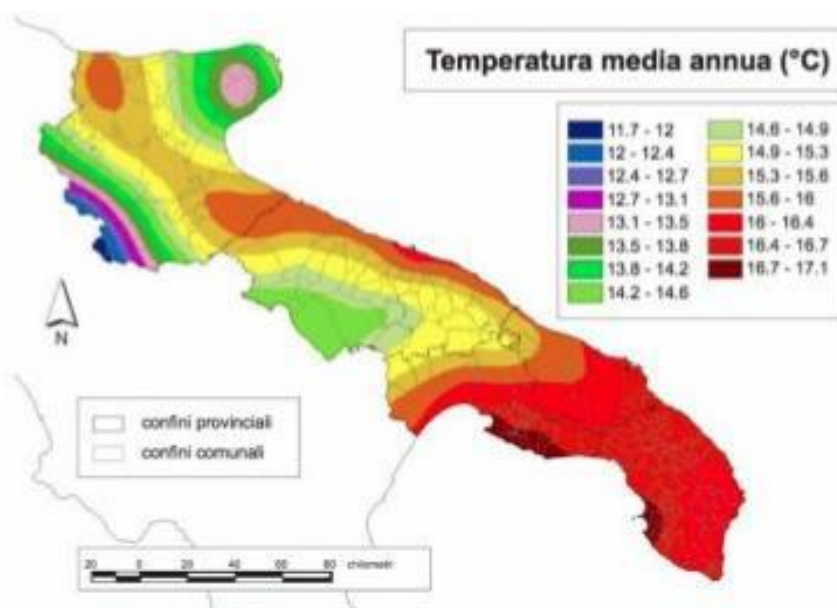 Temperatura media annua (°C)
11.7 - 12
12 - 12.4
12.4 - 12.7
12.7 - 13.1
13.1 - 13.5
13.5 - 13.8
13.8 - 14.2
14.2 - 14.6
14.6 - 14.9
14.9 - 15.3
15.3 - 15.6
15.6 - 16
16 - 16.4
16.4 - 16.7
16.7 - 17.1
N
confini provinciali
confini comunali
20 0 20 40 60 80 chilometri